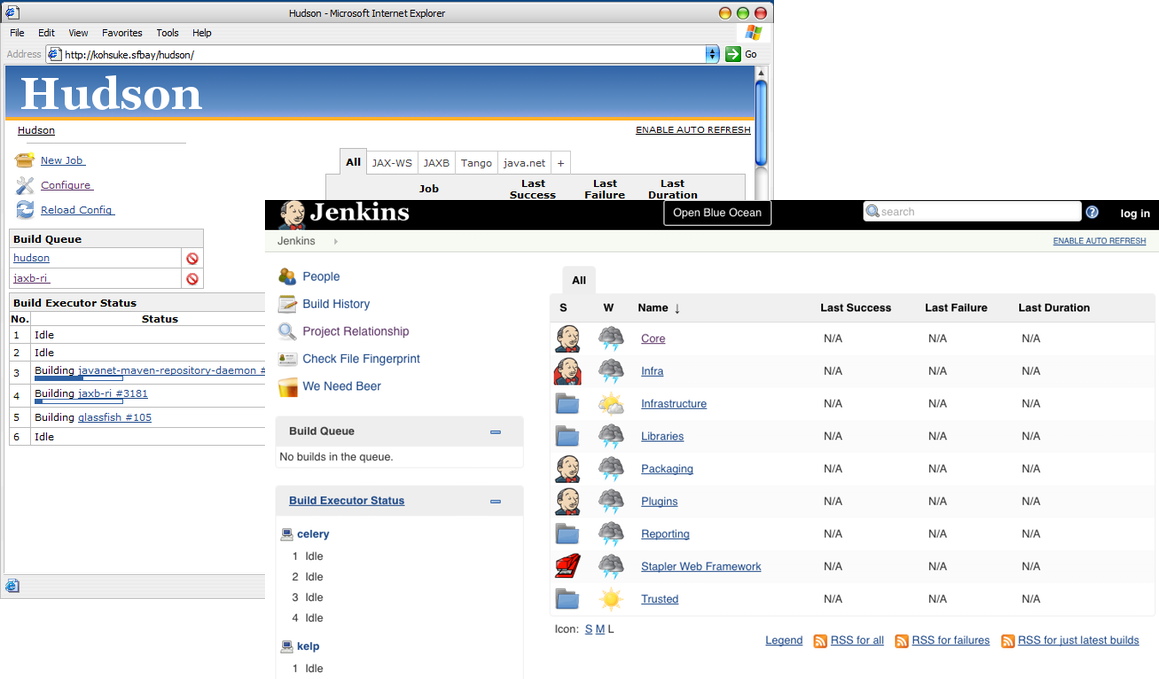 Hudson - Microsoft Internet Explorer
File Edit View Favorites Tools Help
Address http://kohsuke.sfbay/hudson/ Go
Hudson
Hudson
ENABLE AUTO REFRESH
New Job
Configure
Reload Config
All JAX-WS JAXB Tango java.net +
Job Last Success Last Failure Last Duration
Build Queue
hudson
jaxb-ri
Build Executor Status
No. Status
1 Idle
2 Idle
3 Building javanet-maven-repository-daemon #
4 Building jaxb-ri #3181
5 Building glassfish #105
6 Idle
Jenkins Open Blue Ocean search log in
Jenkins ENABLE AUTO REFRESH
People
Build History
Project Relationship
Check File Fingerprint
We Need Beer
Build Queue
No builds in the queue.
Build Executor Status
celery
1 Idle
2 Idle
3 Idle
4 Idle
kelp
1 Idle
All
S W Name ↓ Last Success Last Failure Last Duration
Core N/A N/A N/A
Infra N/A N/A N/A
Infrastructure N/A N/A N/A
Libraries N/A N/A N/A
Packaging N/A N/A N/A
Plugins N/A N/A N/A
Reporting N/A N/A N/A
Stapler Web Framework N/A N/A N/A
Trusted N/A N/A N/A
Icon: S M L
Legend RSS for all RSS for failures RSS for just latest builds